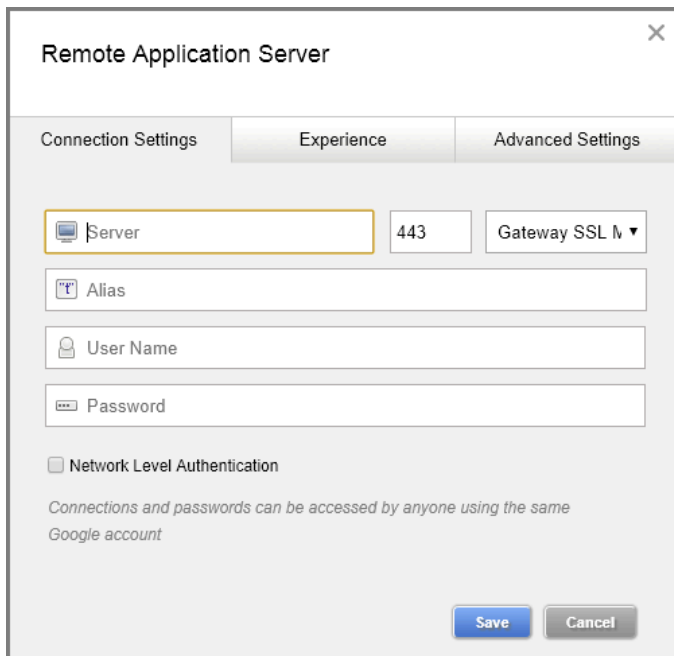 Remote Application Server
Connection Settings
Experience
Advanced Settings
Server
443
Gateway SSL M
"T"
Alias
User Name
Password
Network Level Authentication
Connections and passwords can be accessed by anyone using the same
Google account
Save
Cancel